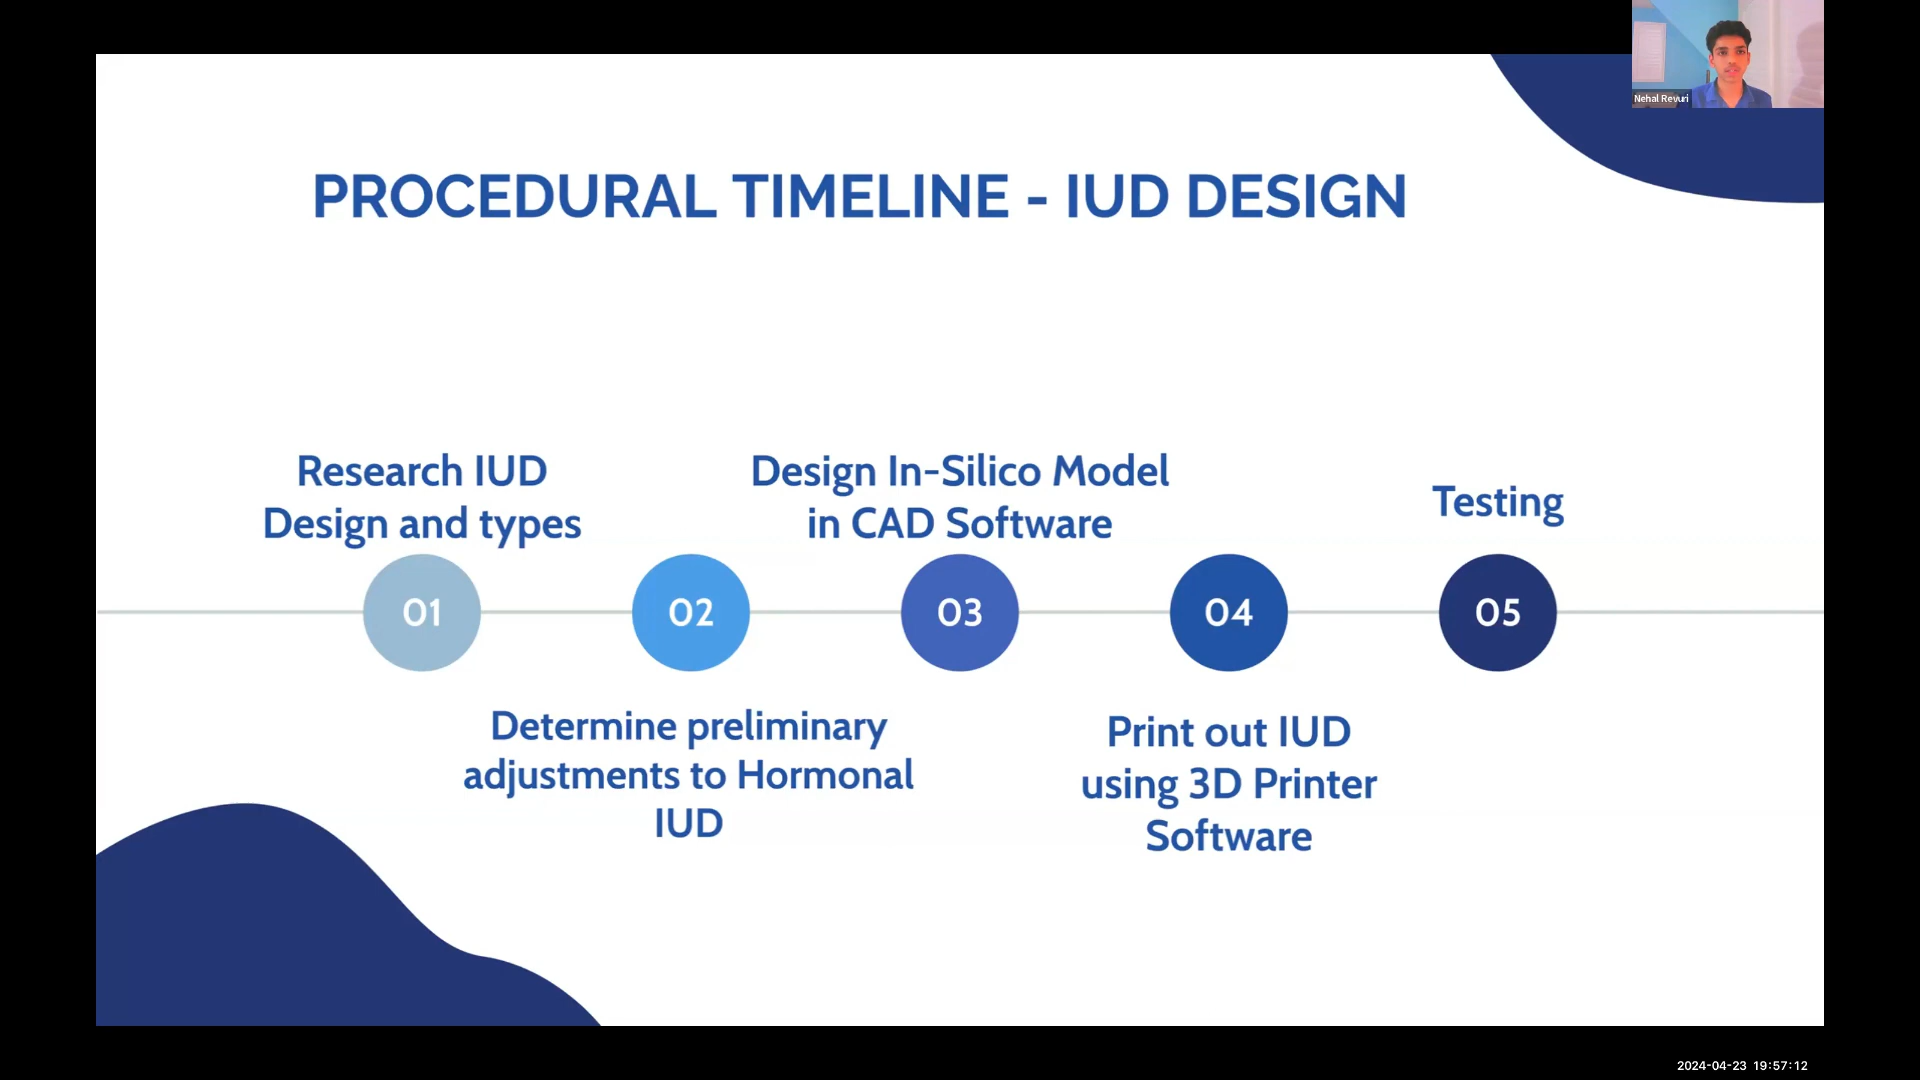 Nehal Revuri
PROCEDURAL TIMELINE - IUD DESIGN
Research IUD
Design and types
Design In-Silico Model
in CAD Software
Testing
01
02
03
04
05
Determine preliminary
adjustments to Hormonal
IUD
Print out IUD
using 3D Printer
Software
2024-04-23 19:57:12